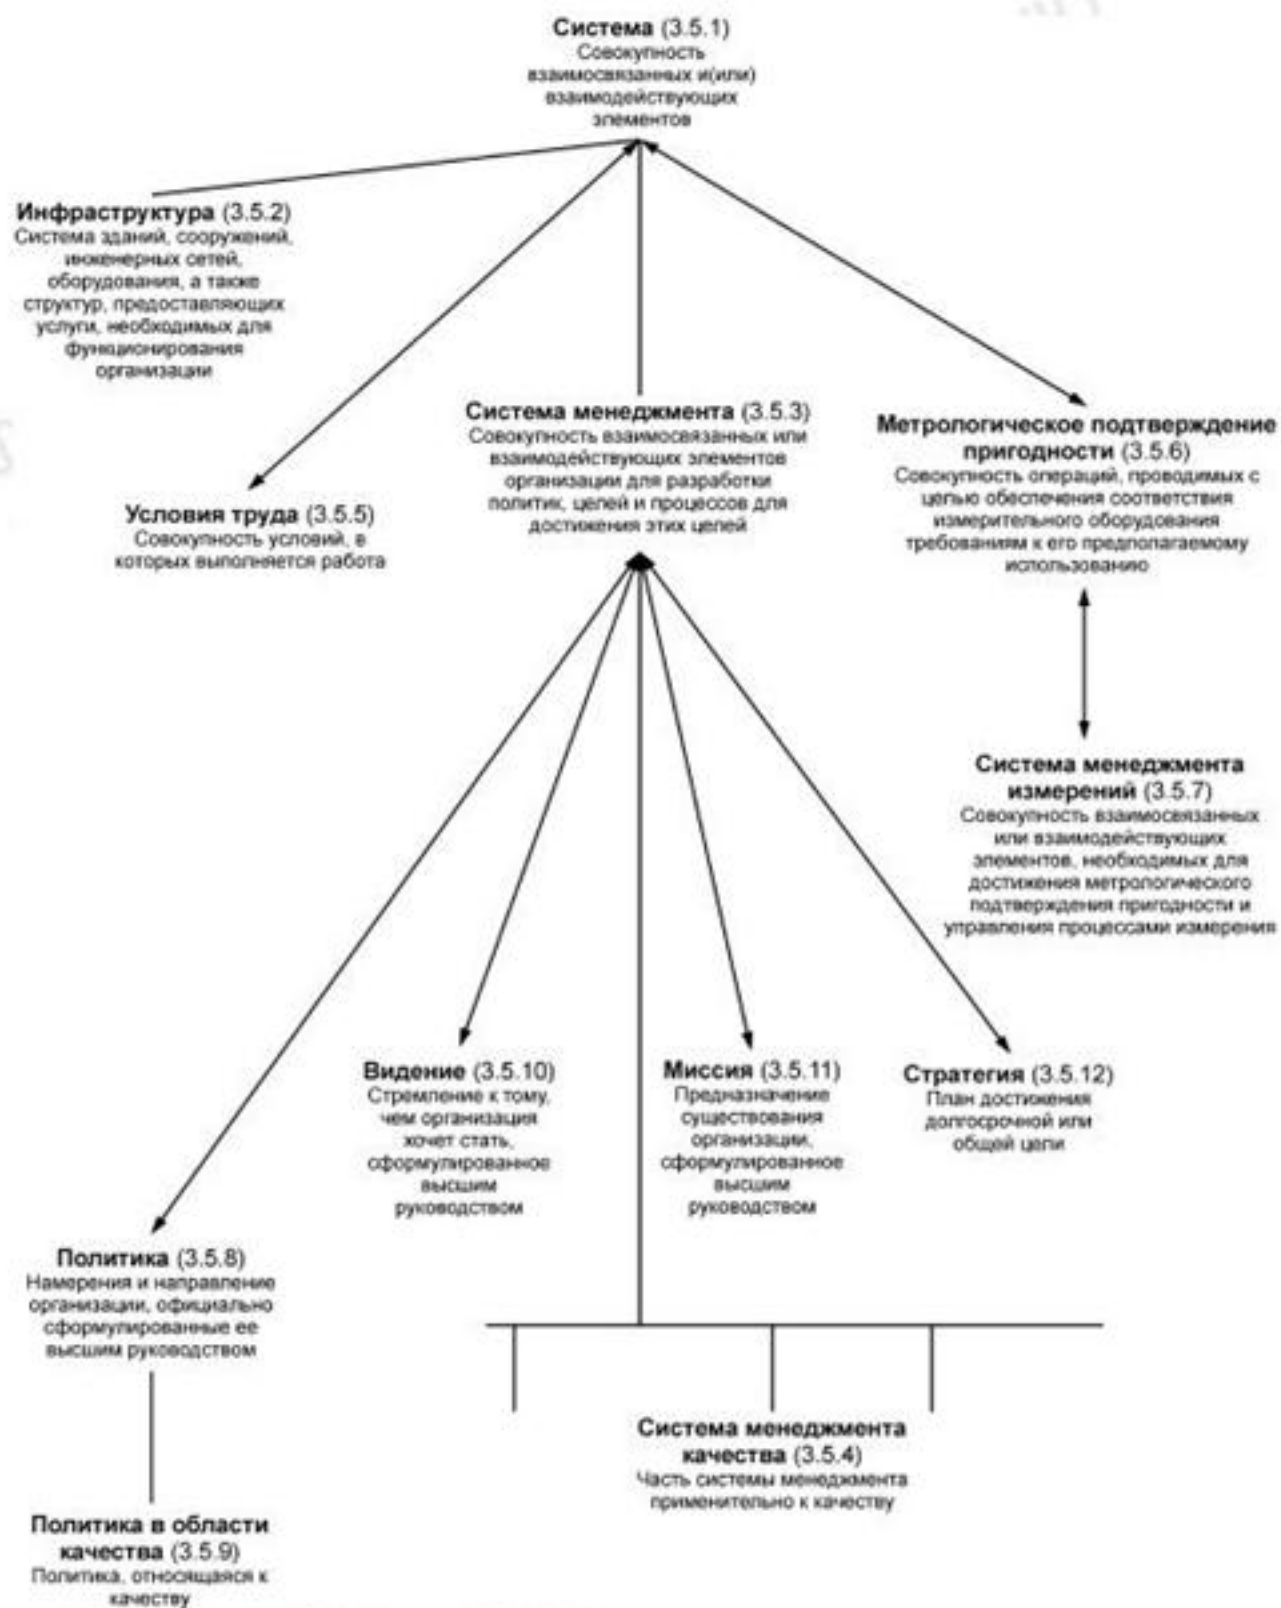 Система (3.5.1)
Совокупность
взаимосвязанных и(или)
взаимодействующих
элементов
Инфраструктура (3.5.2)
Система зданий, сооружений,
инженерных сетей,
оборудования, а также
структур, предоставляющих
услуги, необходимых для
функционирования
организации
Система менеджмента (3.5.3)
Совокупность взаимосвязанных или
взаимодействующих элементов
организации для разработки
политик, целей и процессов для
достижения этих целей
Метрологическое подтверждение
пригодности (3.5.6)
Совокупность операций, проводимых с
целью обеспечения соответствия
измерительного оборудования
требованиям к его предполагаемому
использованию
Условия труда (3.5.5)
Совокупность условий, в
которых выполняется работа
Система менеджмента
измерений (3.5.7)
Совокупность взаимосвязанных
или взаимодействующих
элементов, необходимых для
достижения метрологического
подтверждения пригодности и
управления процессами измерения
Видение (3.5.10)
Стремление к тому,
чем организация
хочет стать,
сформулированное
высшим
руководством
Миссия (3.5.11)
Предназначение
существования
организации,
сформулированное
высшим
руководством
Стратегия (3.5.12)
План достижения
долгосрочной или
общей цели
Политика (3.5.8)
Намерения и направление
организации, официально
сформулированные ее
высшим руководством
Система менеджмента
качества (3.5.4)
Часть системы менеджмента
применительно к качеству
Политика в области
качества (3.5.9)
Политика, относящаяся к
качеству